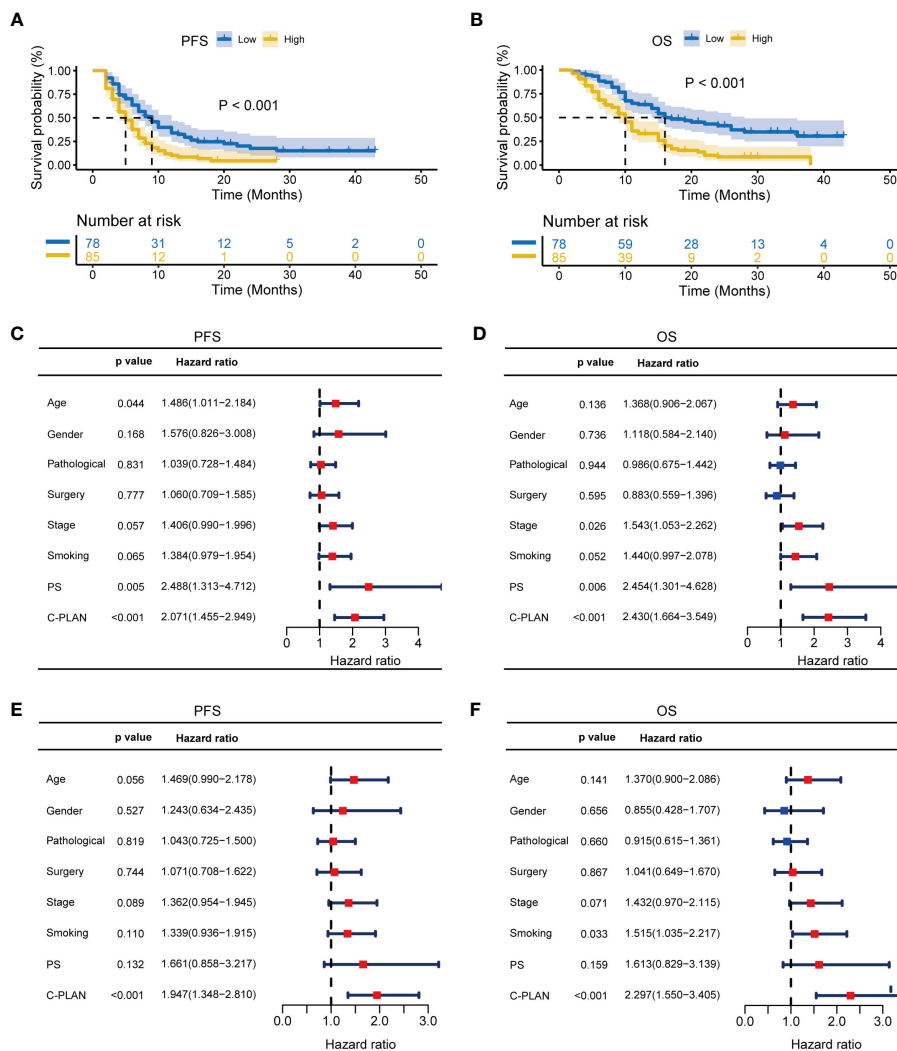 A
PFS Low High
Survival probability (%)
1.00
0.75
0.50
0.25
0.00
P < 0.001
0 10 20 30 40 50
Time (Months)
Number at risk
78 31 12 5 2 0
85 12 1 0 0 0
0 10 20 30 40 50
Time (Months)
B
OS Low High
Survival probability (%)
1.00
0.75
0.50
0.25
0.00
P < 0.001
0 10 20 30 40 50
Time (Months)
Number at risk
78 59 28 13 4 0
85 39 9 2 0 0
0 10 20 30 40 50
Time (Months)
C
PFS
p value Hazard ratio
Age 0.044 1.486(1.011−2.184)
Gender 0.168 1.576(0.826−3.008)
Pathological 0.831 1.039(0.728−1.484)
Surgery 0.777 1.060(0.709−1.585)
Stage 0.057 1.406(0.990−1.996)
Smoking 0.065 1.384(0.979−1.954)
PS 0.005 2.488(1.313−4.712)
C-PLAN <0.001 2.071(1.455−2.949)
0 1 2 3 4
Hazard ratio
D
OS
p value Hazard ratio
Age 0.136 1.368(0.906−2.067)
Gender 0.736 1.118(0.584−2.140)
Pathological 0.944 0.986(0.675−1.442)
Surgery 0.595 0.883(0.559−1.396)
Stage 0.026 1.543(1.053−2.262)
Smoking 0.052 1.440(0.997−2.078)
PS 0.006 2.454(1.301−4.628)
C-PLAN <0.001 2.430(1.664−3.549)
0 1 2 3 4
Hazard ratio
E
PFS
p value Hazard ratio
Age 0.056 1.469(0.990−2.178)
Gender 0.527 1.243(0.634−2.435)
Pathological 0.819 1.043(0.725−1.500)
Surgery 0.744 1.071(0.708−1.622)
Stage 0.089 1.362(0.954−1.945)
Smoking 0.110 1.339(0.936−1.915)
PS 0.132 1.661(0.858−3.217)
C-PLAN <0.001 1.947(1.348−2.810)
0.0 1.0 2.0 3.0
Hazard ratio
F
OS
p value Hazard ratio
Age 0.141 1.370(0.900−2.086)
Gender 0.656 0.855(0.428−1.707)
Pathological 0.660 0.915(0.615−1.361)
Surgery 0.867 1.041(0.649−1.670)
Stage 0.071 1.432(0.970−2.115)
Smoking 0.033 1.515(1.035−2.217)
PS 0.159 1.613(0.829−3.139)
C-PLAN <0.001 2.297(1.550−3.405)
0.0 1.0 2.0 3.0
Hazard ratio